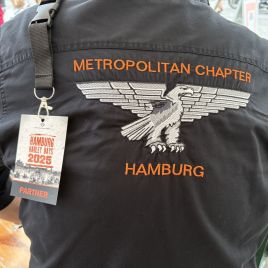 METROPOLITAN CHAPTER
HAMBURG
HAMBURG
HARLEY DAYS
2025
PARTNER